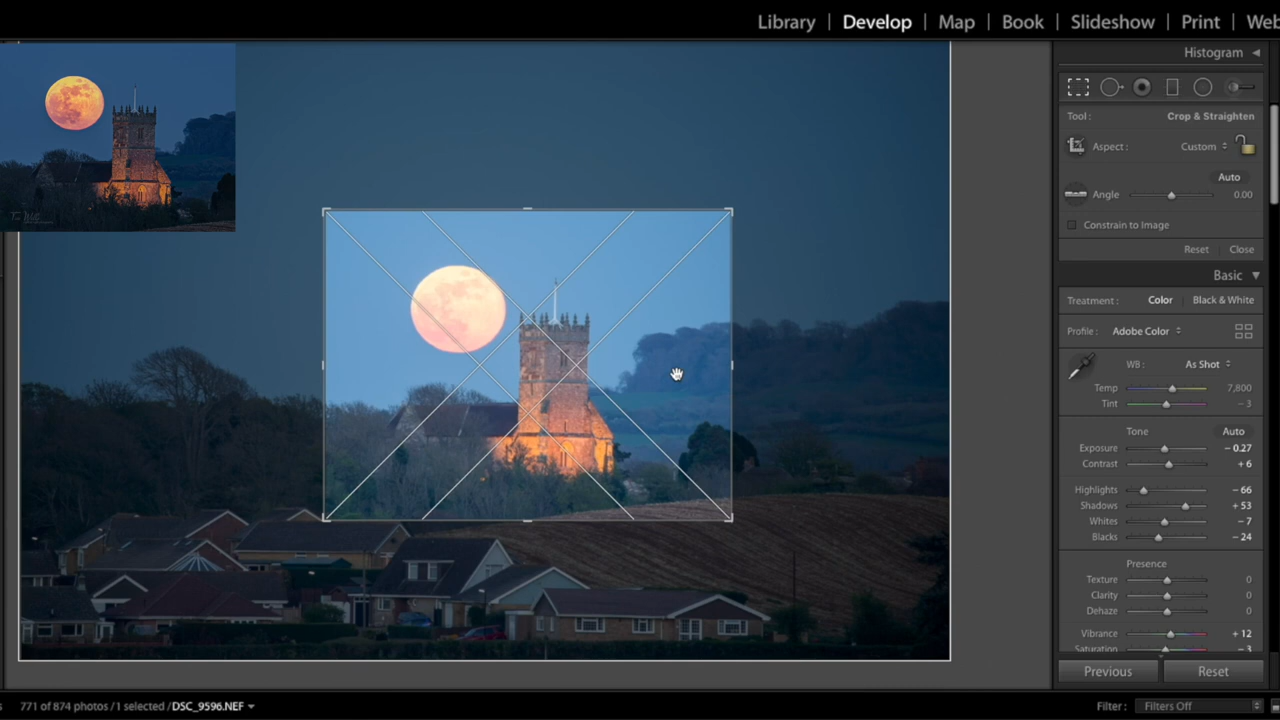 Library | Develop | Map | Book | Slideshow | Print | Web
Histogram
Tool : Crop & Straighten
Aspect : Custom
Auto
Angle 0.00
Constrain to Image
Reset Close
Basic
Treatment : Color Black & White
Profile : Adobe Color
WB : As Shot
Temp 7,800
Tint – 3
Tone Auto
Exposure – 0.27
Contrast + 6
Highlights – 66
Shadows + 53
Whites – 7
Blacks – 24
Presence
Texture 0
Clarity 0
Dehaze 0
Vibrance + 12
Saturation – 3
Previous Reset
771 of 874 photos / 1 selected / DSC_9596.NEF
Filter : Filters Off